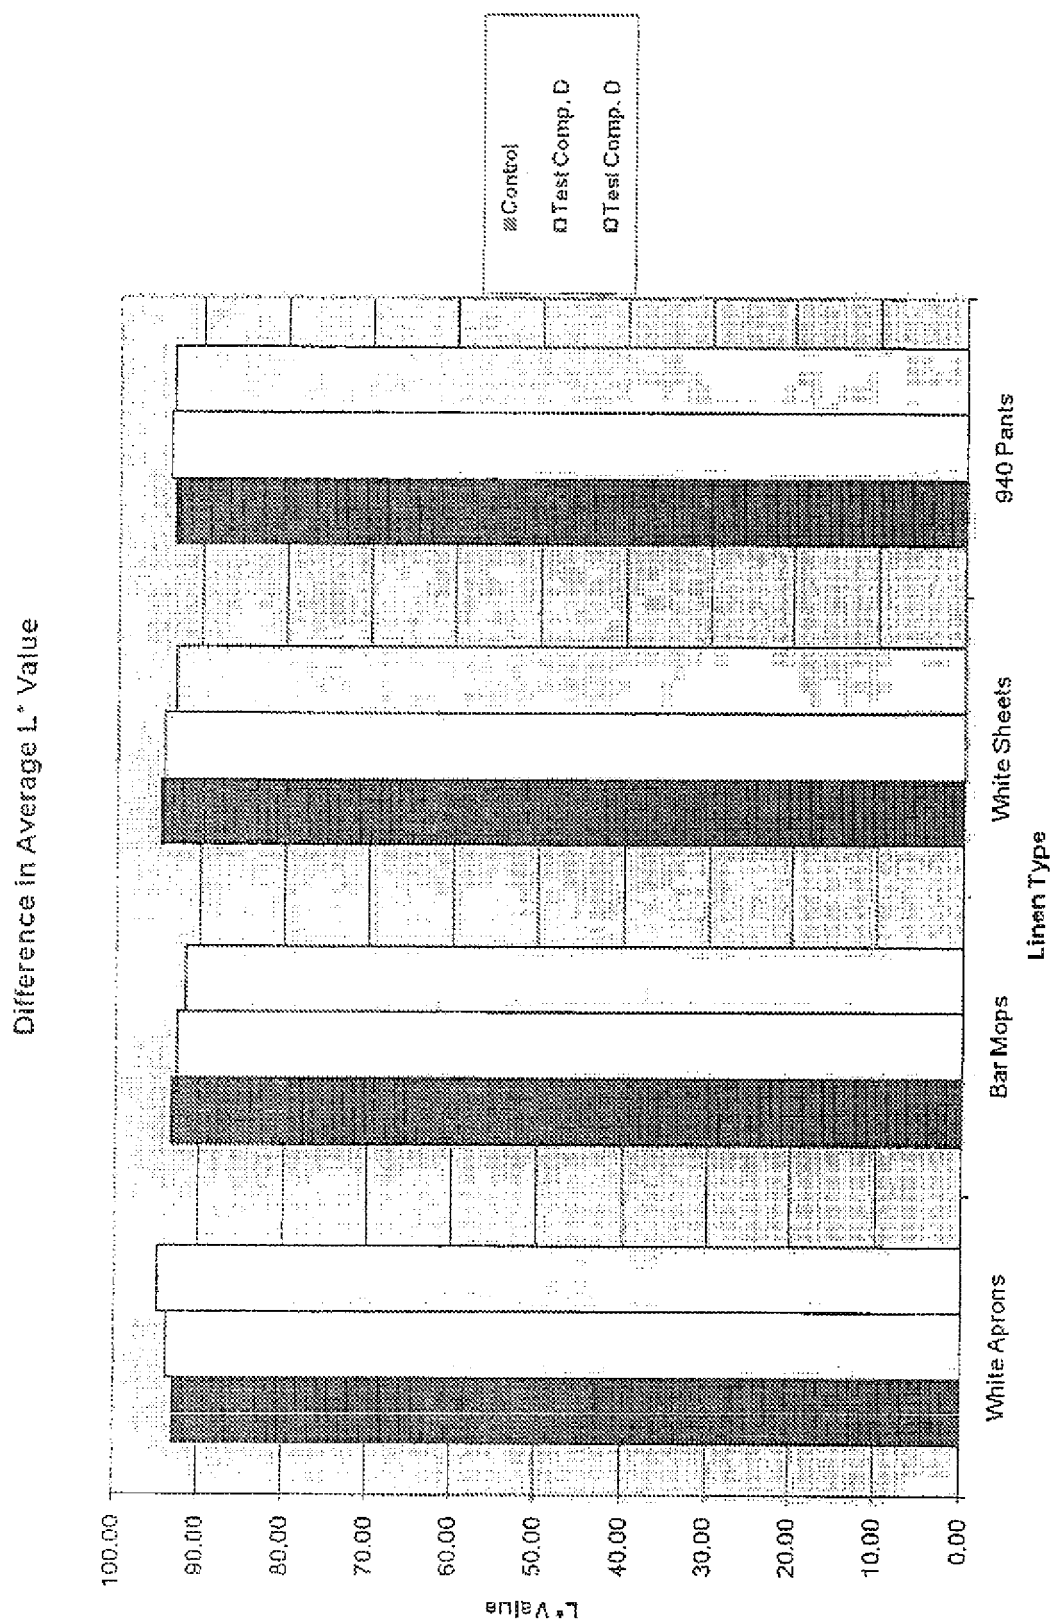 Difference in Average L* Value
100.00
90.00
80.00
70.00
60.00
50.00
40.00
30.00
20.00
10.00
0.00
L* Value
White Aprons
Bar Mops
White Sheets
940 Pants
Linen Type
Control
Test Comp. D
Test Comp. D